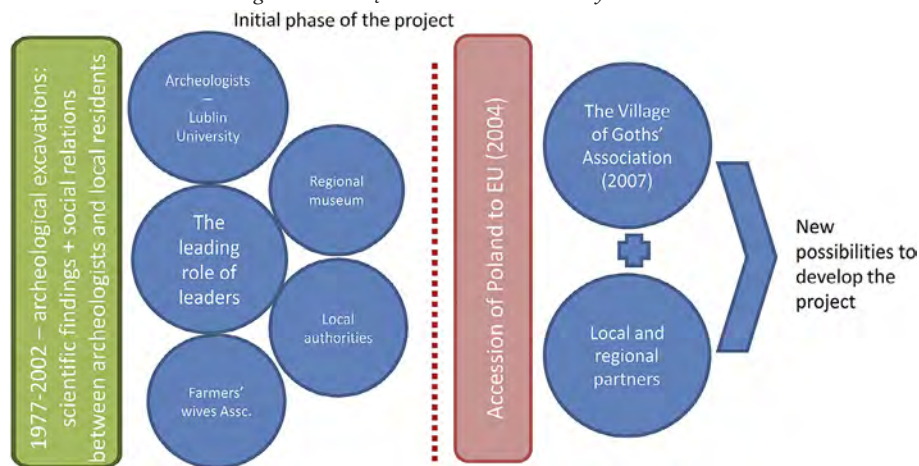 Initial phase of the project
1977-2002 – archeological excavations:
scientific findings + social relations
between archeologists and local residents
Archeologists
–
Lublin
University
Regional
museum
The
leading
role of
leaders
Local
authorities
Farmers'
wives Assc.
Accession of Poland to EU (2004)
The Village
of Goths'
Association
(2007)
Local and
regional
partners
New
possibilities to
develop the
project